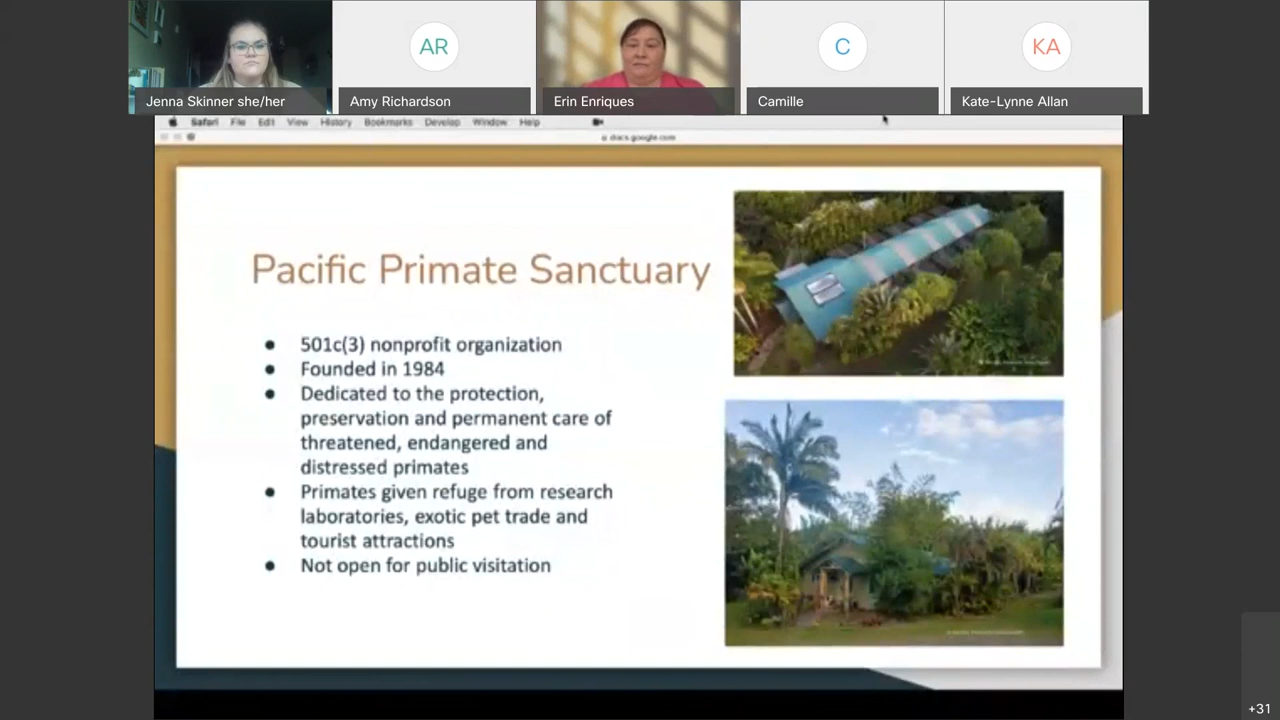 AR
C
KA
Jenna Skinner she/her
Amy Richardson
Erin Enriques
Camille
Kate-Lynne Allan
Safari File Edit View History Bookmarks Develop Window Help
docs.google.com
Pacific Primate Sanctuary
● 501c(3) nonprofit organization
● Founded in 1984
● Dedicated to the protection,
preservation and permanent care of
threatened, endangered and
distressed primates
● Primates given refuge from research
laboratories, exotic pet trade and
tourist attractions
● Not open for public visitation
+31